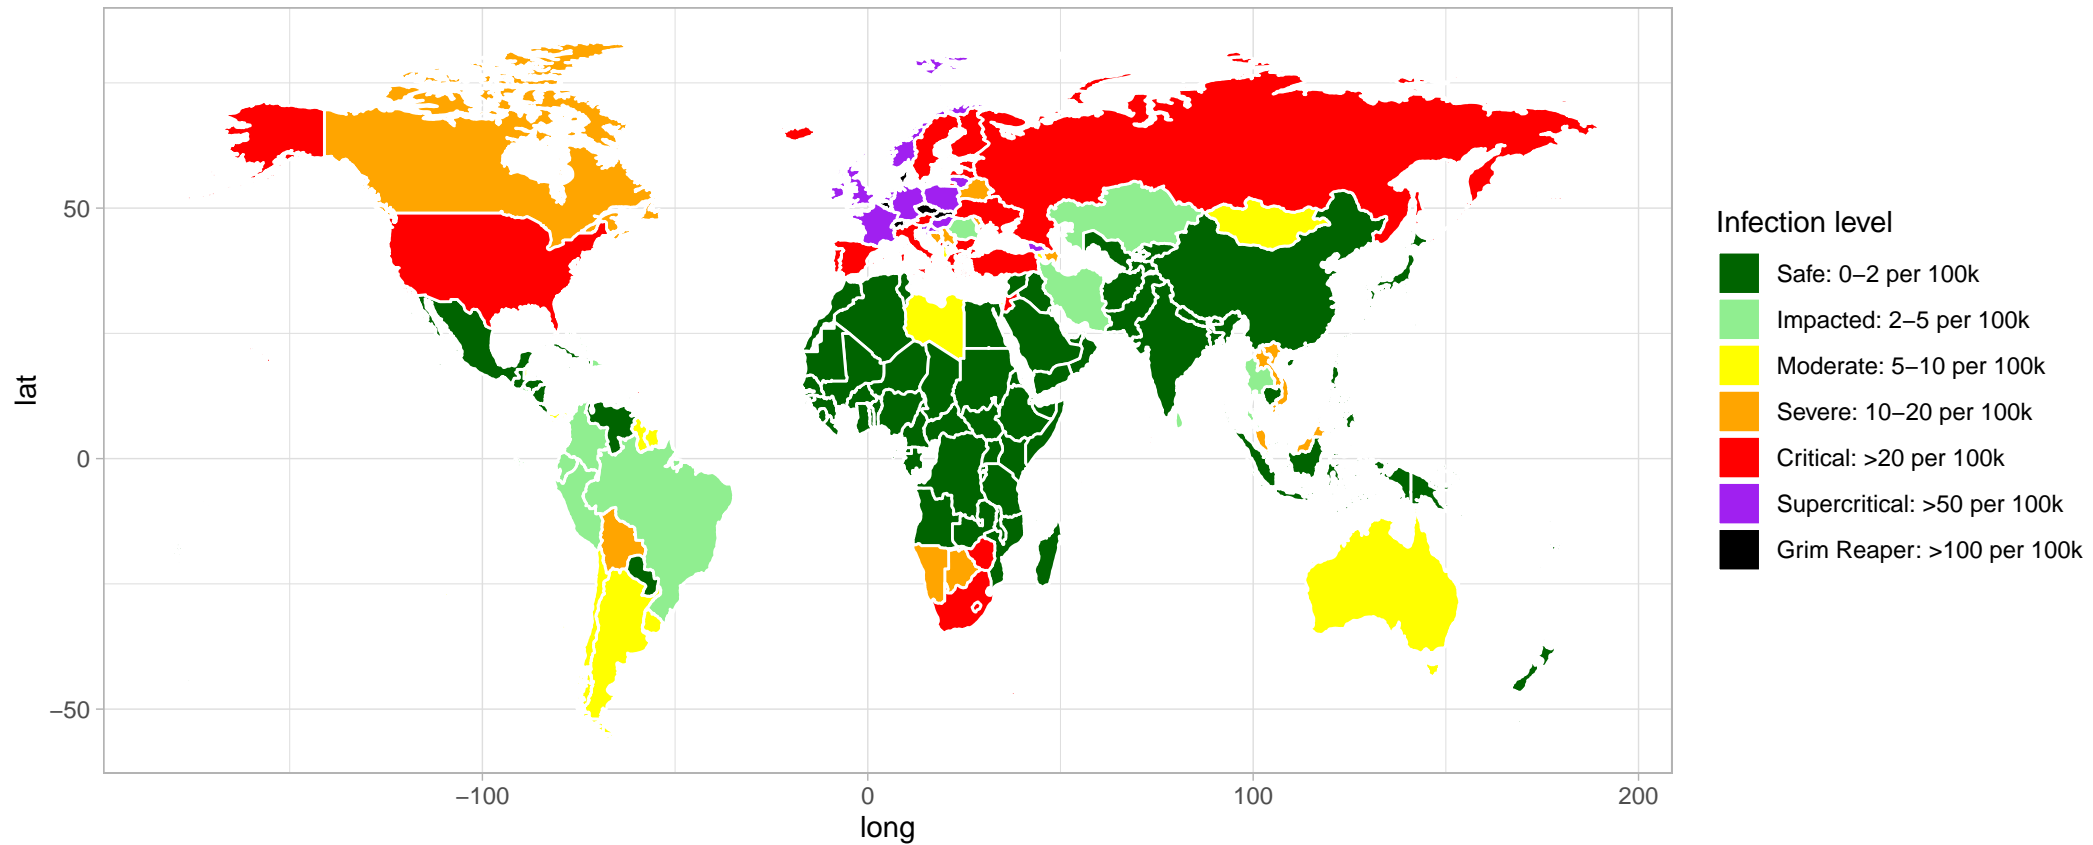 50
0
−50
lat
−100
0
100
200
long
Infection level
Safe: 0−2 per 100k
Impacted: 2−5 per 100k
Moderate: 5−10 per 100k
Severe: 10−20 per 100k
Critical: >20 per 100k
Supercritical: >50 per 100k
Grim Reaper: >100 per 100k